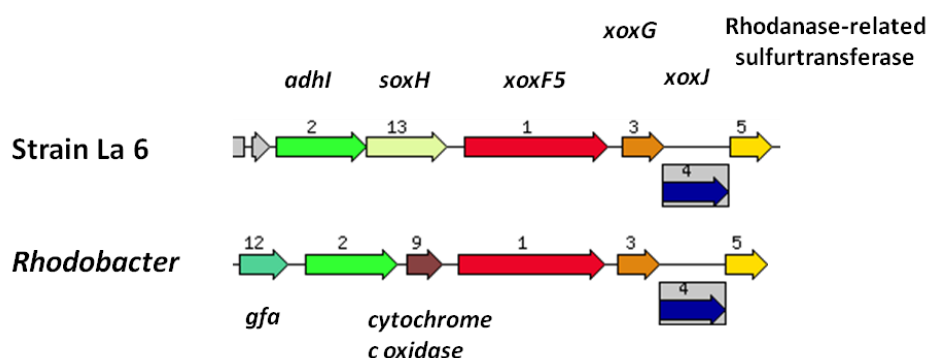 xoxG
Rhodanase-related
sulfurtransferase
adhI
soxH
xoxF5
xoxJ
2
13
1
3
5
Strain La 6
4
12
2
9
1
3
5
Rhodobacter
4
gfa
cytochrome
c oxidase